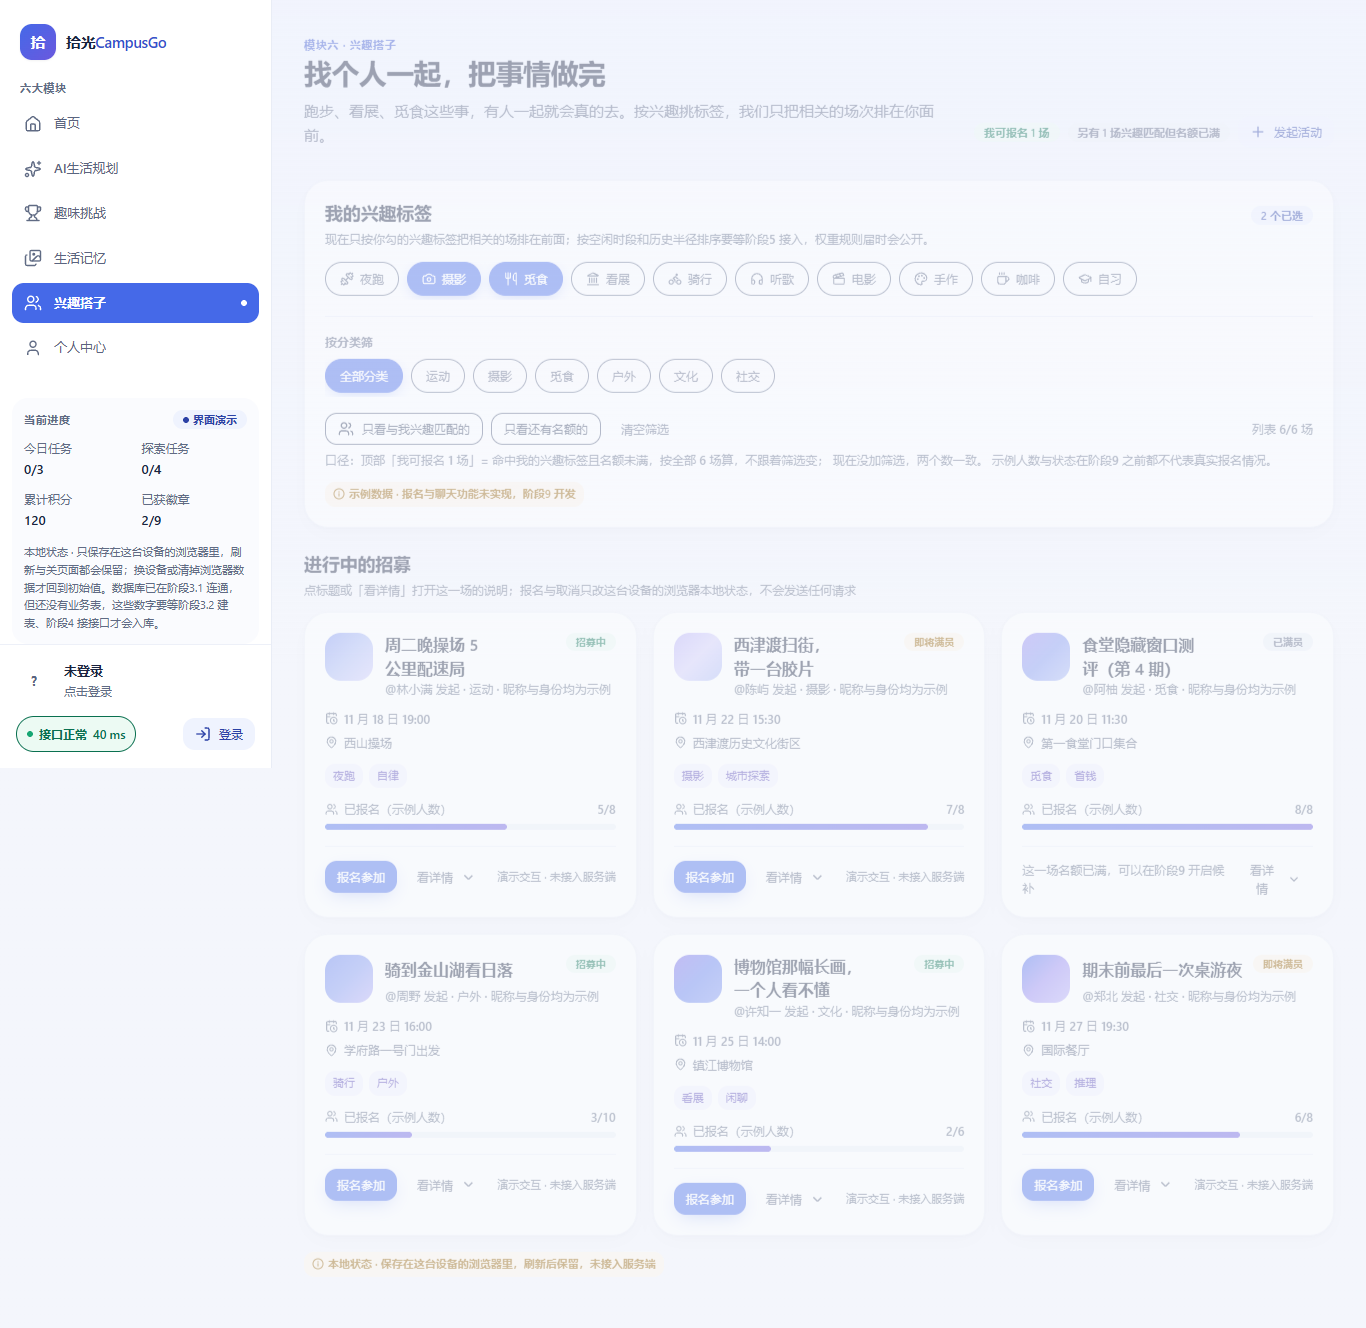 拾 拾光CampusGo
六大模块
首页
AI生活规划
趣味挑战
生活记忆
兴趣搭子
个人中心
当前进度 界面演示
今日任务 探索任务
0/3 0/4
累计积分 已获徽章
120 2/9
本地状态 · 只保存在这台设备的浏览器里，刷
新与关页面都会保留；换设备或清掉浏览器数
据才回到初始值。数据库已在阶段3.1 连通，
但还没有业务表，这些数字要等阶段3.2 建
表、阶段4 接接口才会入库。
? 未登录
点击登录
接口正常 40 ms 登录
模块六 · 兴趣搭子
找个人一起，把事情做完
跑步、看展、觅食这些事，有人一起就会真的去。按兴趣挑标签，我们只把相关的场次排在你面
前。
我可报名 1 场 另有 1 场兴趣匹配但名额已满 发起活动
我的兴趣标签 2 个已选
现在只按你勾的兴趣标签把相关的场排在前面；按空闲时段和历史半径排序要等阶段5 接入，权重规则届时会公开。
夜跑 摄影 觅食 看展 骑行 听歌 电影 手作 咖啡 自习
按分类筛
全部分类 运动 摄影 觅食 户外 文化 社交
只看与我兴趣匹配的 只看还有名额的 清空筛选 列表 6/6 场
口径：顶部「我可报名 1 场」= 命中我的兴趣标签且名额未满，按全部 6 场算，不跟着筛选变； 现在没加筛选，两个数一致。 示例人数与状态在阶段9 之前都不代表真实报名情况。
示例数据 · 报名与聊天功能未实现，阶段9 开发
进行中的招募
点标题或「看详情」打开这一场的说明；报名与取消只改这台设备的浏览器本地状态，不会发送任何请求
周二晚操场 5
公里配速局
招募中
@林小满 发起 · 运动 · 昵称与身份均为示例
11 月 18 日 19:00
西山操场
夜跑 自律
已报名（示例人数） 5/8
报名参加 看详情 演示交互 · 未接入服务端
西津渡扫街，
带一台胶片
即将满员
@陈屿 发起 · 摄影 · 昵称与身份均为示例
11 月 22 日 15:30
西津渡历史文化街区
摄影 城市探索
已报名（示例人数） 7/8
报名参加 看详情 演示交互 · 未接入服务端
食堂隐藏窗口测
评（第 4 期）
已满员
@阿柚 发起 · 觅食 · 昵称与身份均为示例
11 月 20 日 11:30
第一食堂门口集合
觅食 省钱
已报名（示例人数） 8/8
这一场名额已满，可以在阶段9 开启候
补
看详
情
骑到金山湖看日落
招募中
@周野 发起 · 户外 · 昵称与身份均为示例
11 月 23 日 16:00
学府路一号门出发
骑行 户外
已报名（示例人数） 3/10
报名参加 看详情 演示交互 · 未接入服务端
博物馆那幅长画，
一个人看不懂
招募中
@许知一 发起 · 文化 · 昵称与身份均为示例
11 月 25 日 14:00
镇江博物馆
看展 闲聊
已报名（示例人数） 2/6
报名参加 看详情 演示交互 · 未接入服务端
期末前最后一次桌游夜
即将满员
@郑北 发起 · 社交 · 昵称与身份均为示例
11 月 27 日 19:30
国际餐厅
社交 推理
已报名（示例人数） 6/8
报名参加 看详情 演示交互 · 未接入服务端
本地状态 · 保存在这台设备的浏览器里，刷新后保留，未接入服务端